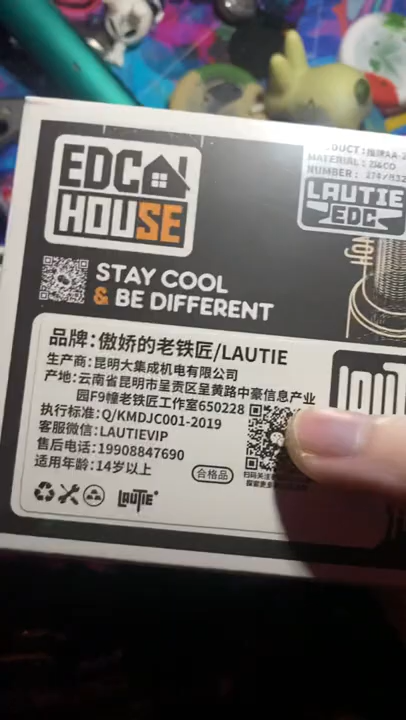 EDC
HOUSE
STAY COOL
& BE DIFFERENT
MATERIAL:
NUMBER:
LAUTIE
EDC
品牌:傲娇的老铁匠/LAUTIE
生产商:昆明大集成机电有限公司
产地:云南省昆明市呈贡区呈黄路中豪信息产业
园F9幢老铁匠工作室650228
执行标准:Q/KMDJC001-2019
客服微信:LAUTIEVIP
售后电话:19908847690
适用年龄:14岁以上
合格品
LAUTIE